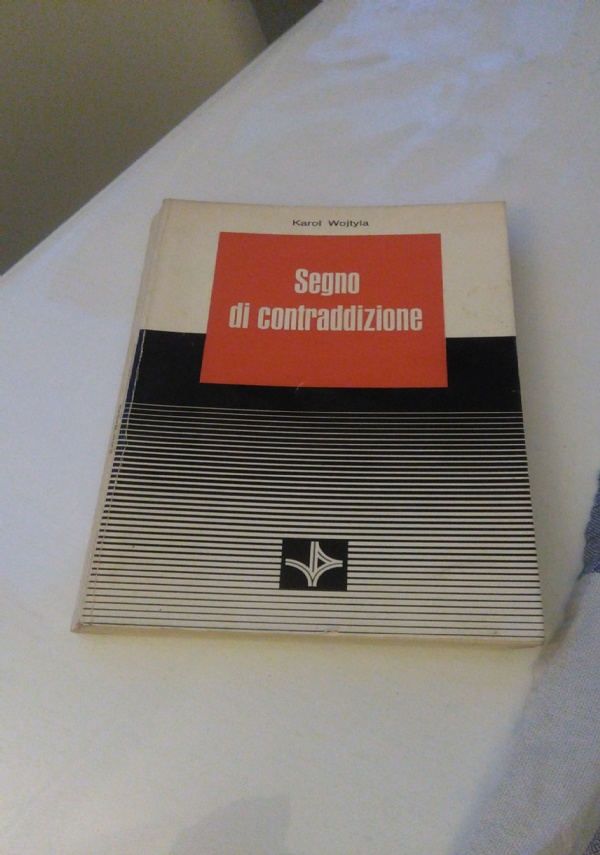 Karol Wojtyla
Segno
di contraddizione